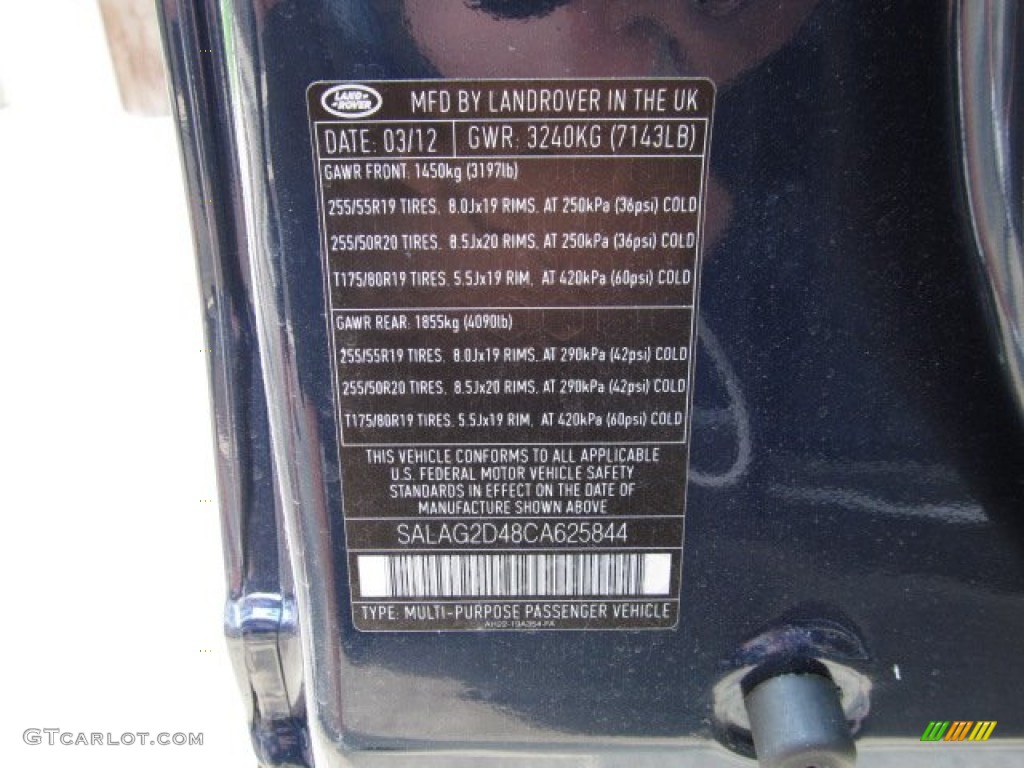 LAND ROVER
MFD BY LANDROVER IN THE UK
DATE: 03/12 GWR: 3240KG (7143LB)
GAWR FRONT: 1450kg (3197lb)
255/55R19 TIRES. 8.0Jx19 RIMS. AT 250kPa (36psi) COLD
255/50R20 TIRES. 8.5Jx20 RIMS. AT 250kPa (36psi) COLD
T175/80R19 TIRES. 5.5Jx19 RIM, AT 420kPa (60psi) COLD
GAWR REAR: 1855kg (4090lb)
255/55R19 TIRES. 8.0Jx19 RIMS. AT 290kPa (42psi) COLD
255/50R20 TIRES. 8.5Jx20 RIMS. AT 290kPa (42psi) COLD
T175/80R19 TIRES. 5.5Jx19 RIM, AT 420kPa (60psi) COLD
THIS VEHICLE CONFORMS TO ALL APPLICABLE
U.S. FEDERAL MOTOR VEHICLE SAFETY
STANDARDS IN EFFECT ON THE DATE OF
MANUFACTURE SHOWN ABOVE
SALAG2D48CA625844
TYPE: MULTI-PURPOSE PASSENGER VEHICLE
AH22-19A364-FA
GTCarLot.com